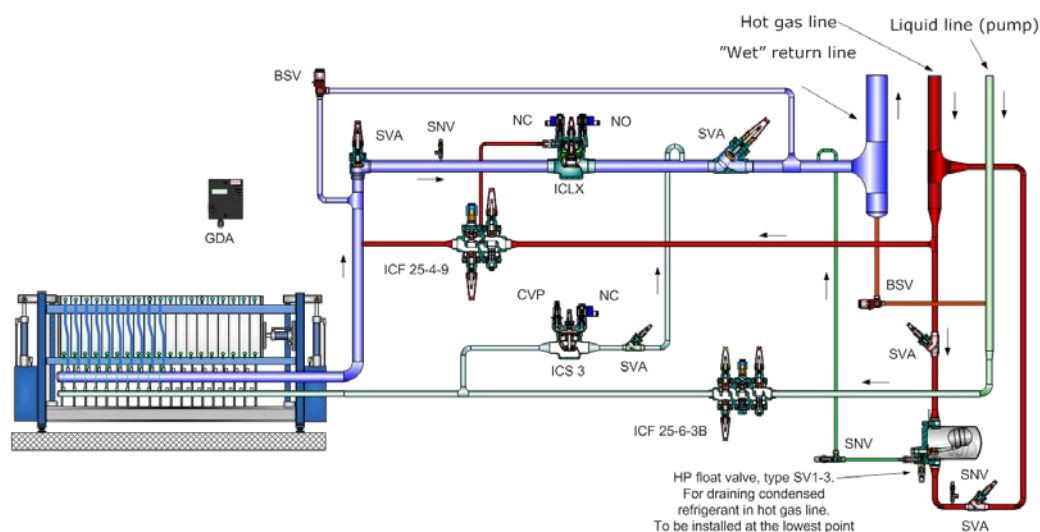 Hot gas line
Liquid line (pump)
"Wet" return line
BSV
SVA
SNV
NC
NO
SVA
ICLX
GDA
ICF 25-4-9
CVP
NC
BSV
ICS 3
SVA
SVA
ICF 25-6-3B
SNV
HP float valve, type SV1-3.
For draining condensed
refrigerant in hot gas line.
To be installed at the lowest point
SNV
SVA